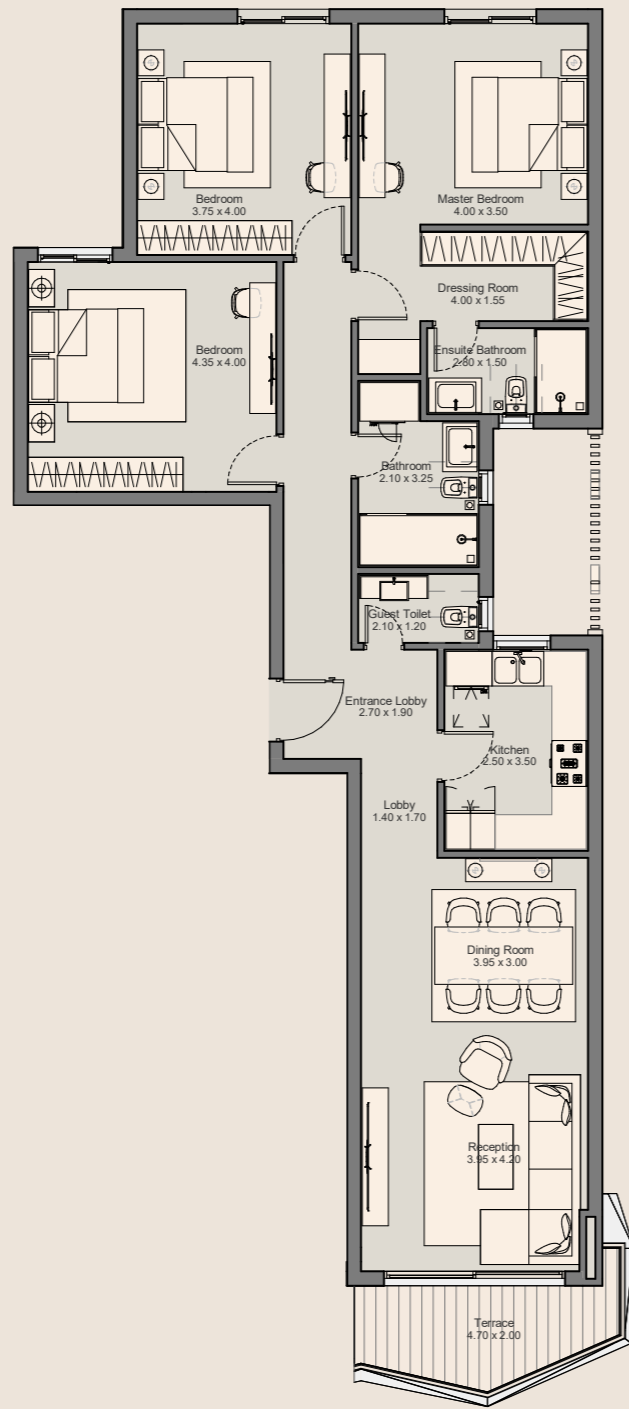 Bedroom
3.75 x 4.00
Master Bedroom
4.00 x 3.50
Dressing Room
4.00 x 1.55
Bedroom
4.35 x 4.00
Ensuite Bathroom
2.80 x 1.50
Bathroom
2.10 x 3.25
Guest Toilet
2.10 x 1.20
Entrance Lobby
2.70 x 1.90
Kitchen
2.50 x 3.50
Lobby
1.40 x 1.70
Dining Room
3.95 x 3.00
Reception
3.95 x 4.20
Terrace
4.70 x 2.00